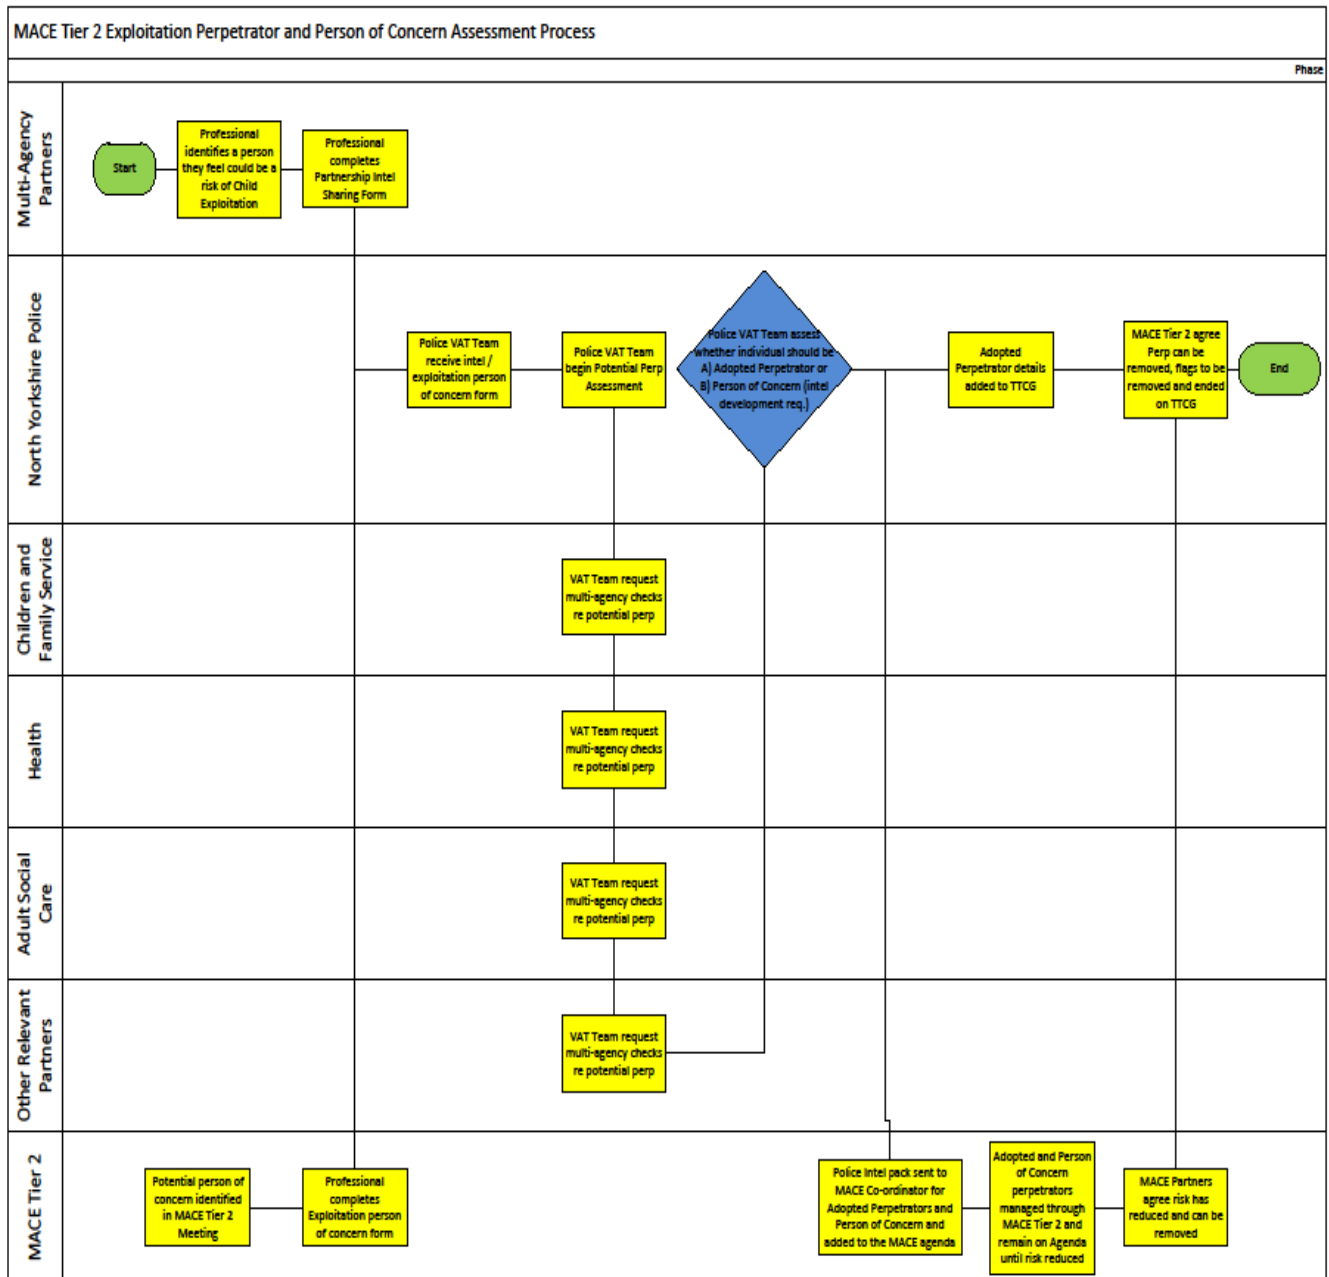 MACE Tier 2 Exploitation Perpetrator and Person of Concern Assessment Process
Phase
Multi-Agency
Partners
Start
Professional
identifies a person
they feel could be a
risk of Child
Exploitation
Professional
completes
Partnership Intel
Sharing Form
North Yorkshire Police
Police VAT Team
receive intel /
exploitation person
of concern form
Police VAT Team
begin Potential Perp
Assessment
Police VAT Team assess
whether individual should be
A) Adopted Perpetrator or
B) Person of Concern (intel
development req.)
Adopted
Perpetrator details
added to TTCG
MACE Tier 2 agree
Perp can be
removed, flags to be
removed and ended
on TTCG
End
Children and
Family Service
VAT Team request
multi-agency checks
re potential perp
Health
VAT Team request
multi-agency checks
re potential perp
Adult Social
Care
VAT Team request
multi-agency checks
re potential perp
Other Relevant
Partners
VAT Team request
multi-agency checks
re potential perp
MACE Tier 2
Potential person of
concern identified
in MACE Tier 2
Meeting
Professional
completes
Exploitation person
of concern form
Police Intel pack sent to
MACE Co-ordinator for
Adopted Perpetrators and
Person of Concern and
added to the MACE agenda
Adopted and Person
of Concern
perpetrators
managed through
MACE Tier 2 and
remain on Agenda
until risk reduced
MACE Partners
agree risk has
reduced and can be
removed